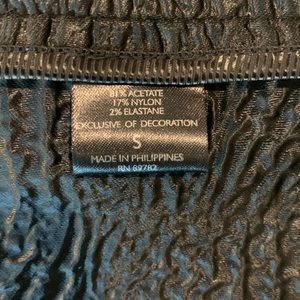 81% ACETATE
17% NYLON
2% ELASTANE
EXCLUSIVE OF DECORATION
S
MADE IN PHILIPPINES
RN 69782